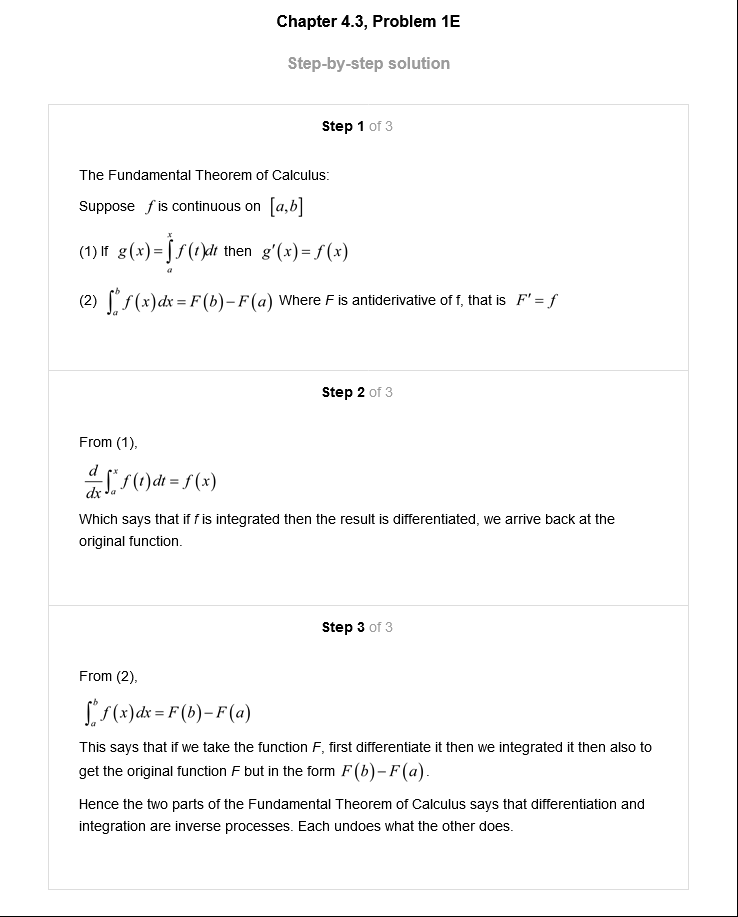 Chapter 4.3, Problem 1E
Step-by-step solution
Step 1 of 3
The Fundamental Theorem of Calculus:
Suppose f is continuous on [a,b]
(1) If g(x)=∫ₐˣ f(t)dt then g′(x)=f(x)
(2) ∫ₐᵇ f(x)dx=F(b)−F(a) Where F is antiderivative of f, that is F′=f
Step 2 of 3
From (1),
d/dx ∫ₐˣ f(t)dt=f(x)
Which says that if f is integrated then the result is differentiated, we arrive back at the
original function.
Step 3 of 3
From (2),
∫ₐᵇ f(x)dx=F(b)−F(a)
This says that if we take the function F, first differentiate it then we integrated it then also to
get the original function F but in the form F(b)−F(a).
Hence the two parts of the Fundamental Theorem of Calculus says that differentiation and
integration are inverse processes. Each undoes what the other does.